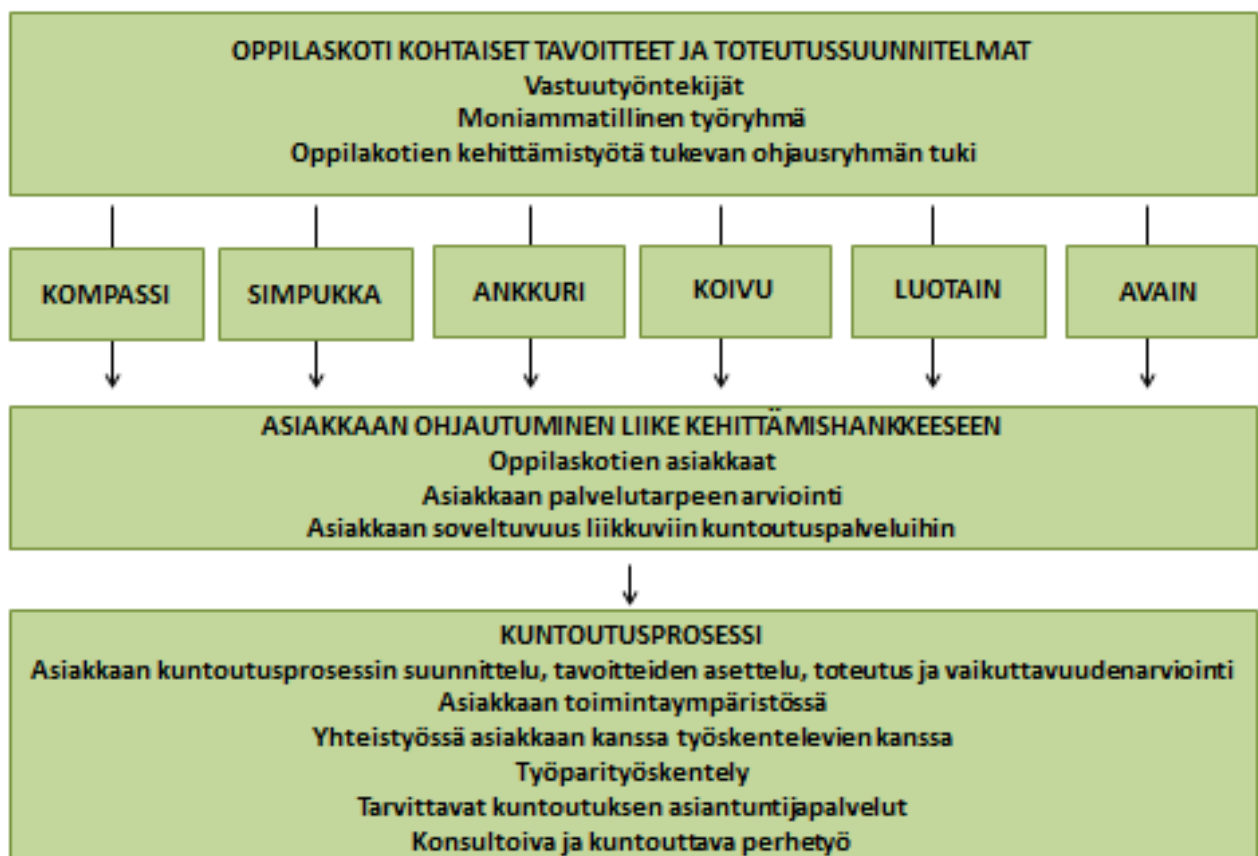 OPPILASKOTI KOHTAISET TAVOITTEET JA TOTEUTUSSUUNNITELMAT
Vastuutyöntekijät
Moniammatillinen työryhmä
Oppilakotien kehittämistyötä tukevan ohjausryhmän tuki
KOMPASSI
SIMPUKKA
ANKKURI
KOIVU
LUOTAIN
AVAIN
ASIAKKAAN OHJAUTUMINEN LIIKE KEHITTÄMISHANKKEESEEN
Oppilaskotien asiakkaat
Asiakkaan palvelutarpeen arviointi
Asiakkaan soveltuvuus liikkuviin kuntoutuspalveluihin
KUNTOUTUSPROSESSI
Asiakkaan kuntoutusprosessin suunnittelu, tavoitteiden asettelu, toteutus ja vaikuttavuudenarviointi
Asiakkaan toimintaympäristössä
Yhteistyössä asiakkaan kanssa työskentelevien kanssa
Työparityöskentely
Tarvittavat kuntoutuksen asiantuntijapalvelut
Konsultoiva ja kuntouttava perhetyö